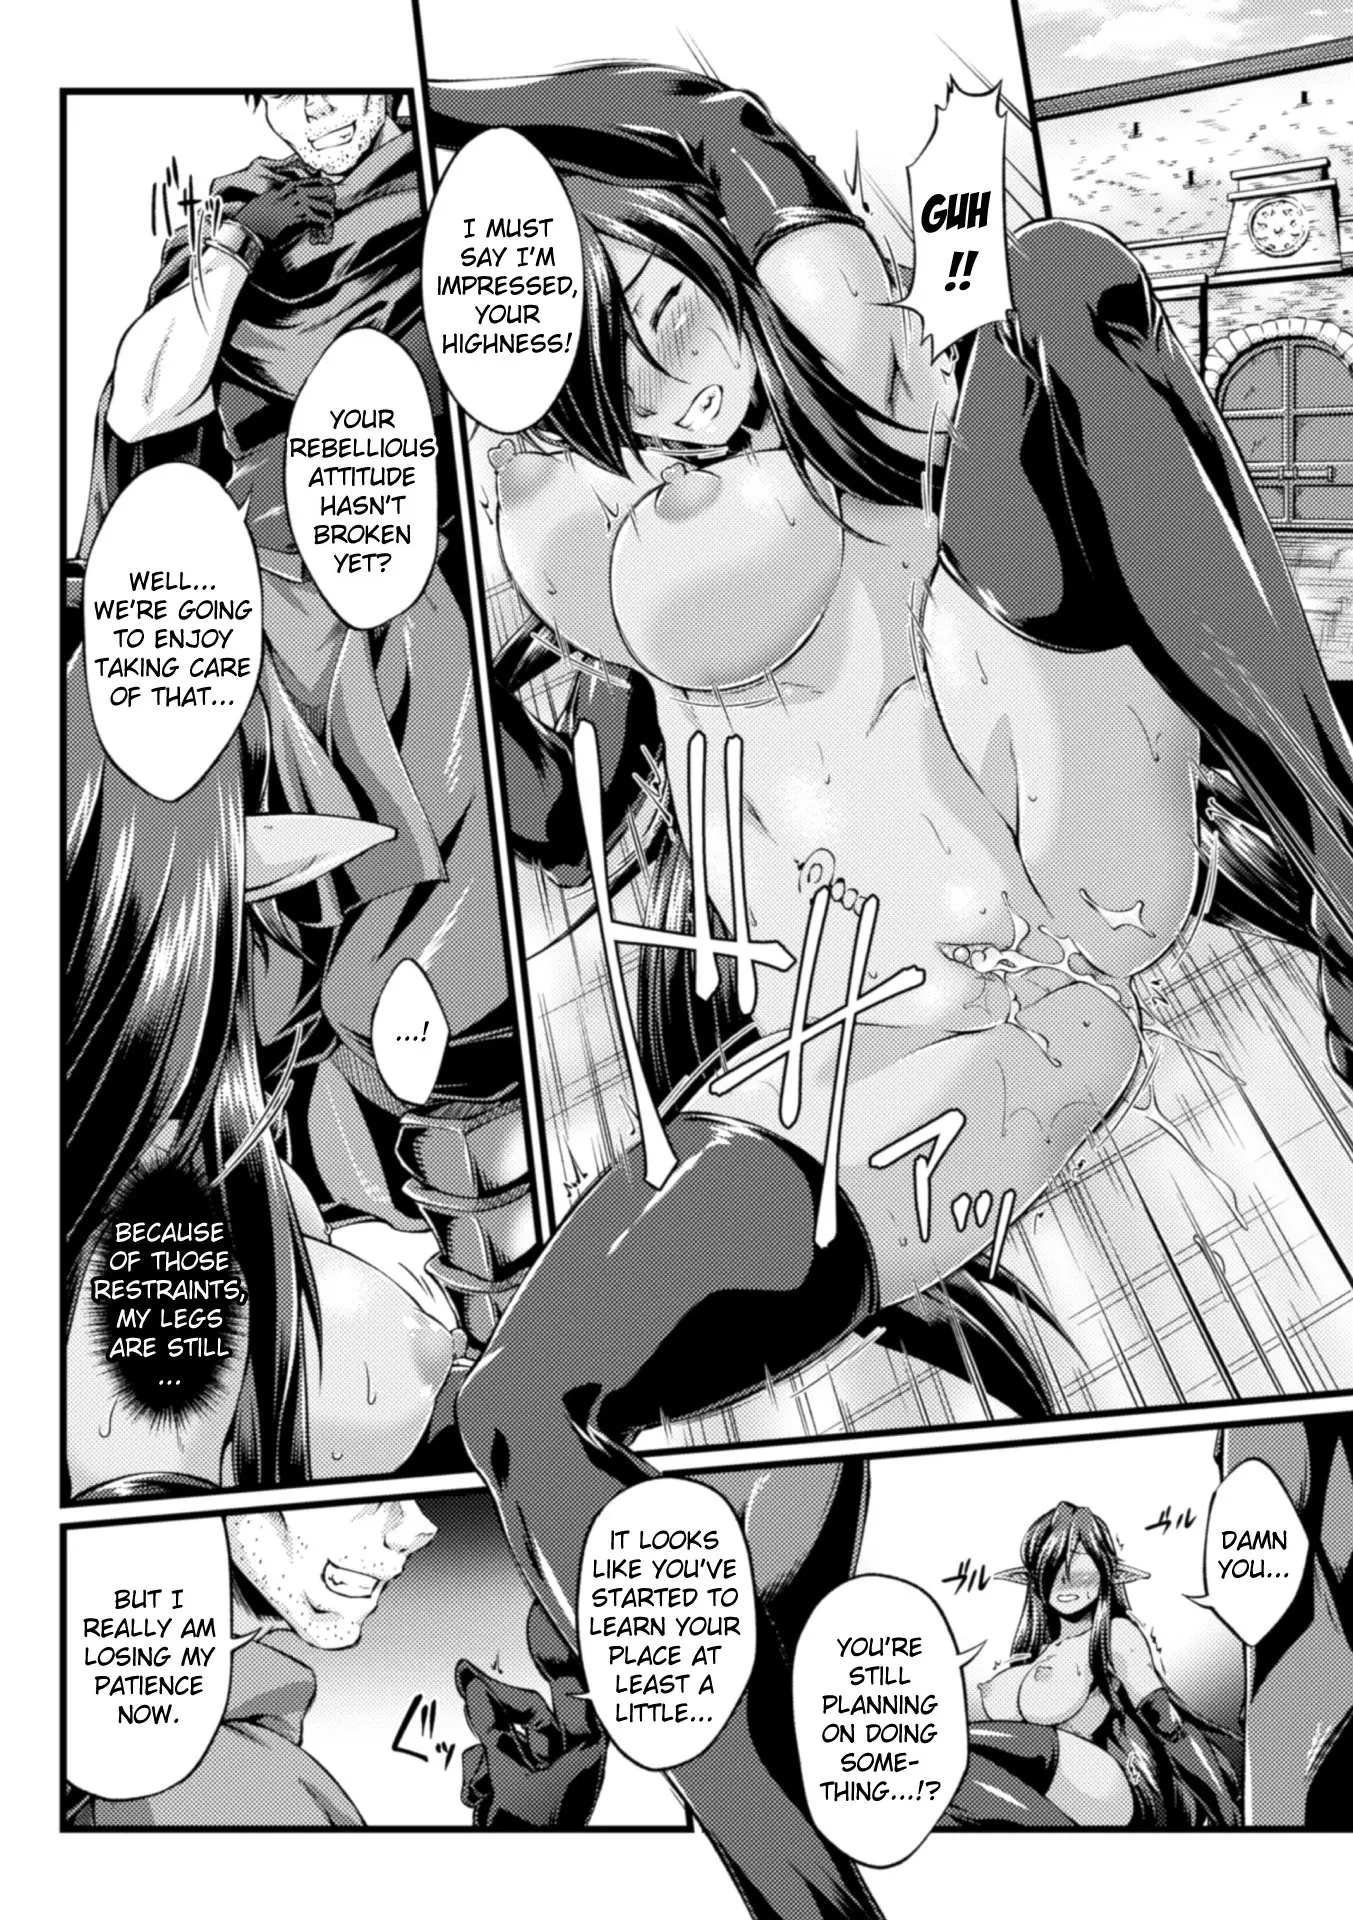 GUH
!!
I MUST
SAY I'M
IMPRESSED,
YOUR
HIGHNESS!
YOUR
REBELLIOUS
ATTITUDE
HASN'T
BROKEN
YET?
WELL...
WE'RE GOING
TO ENJOY
TAKING CARE
OF THAT...
...!
BECAUSE
OF THOSE
RESTRAINTS,
MY LEGS
ARE STILL
...
DAMN
YOU...
YOU'RE
STILL
PLANNING
ON DOING
SOME-
THING...!?
IT LOOKS
LIKE YOU'VE
STARTED TO
LEARN YOUR
PLACE AT
LEAST A
LITTLE...
BUT I
REALLY AM
LOSING MY
PATIENCE
NOW.